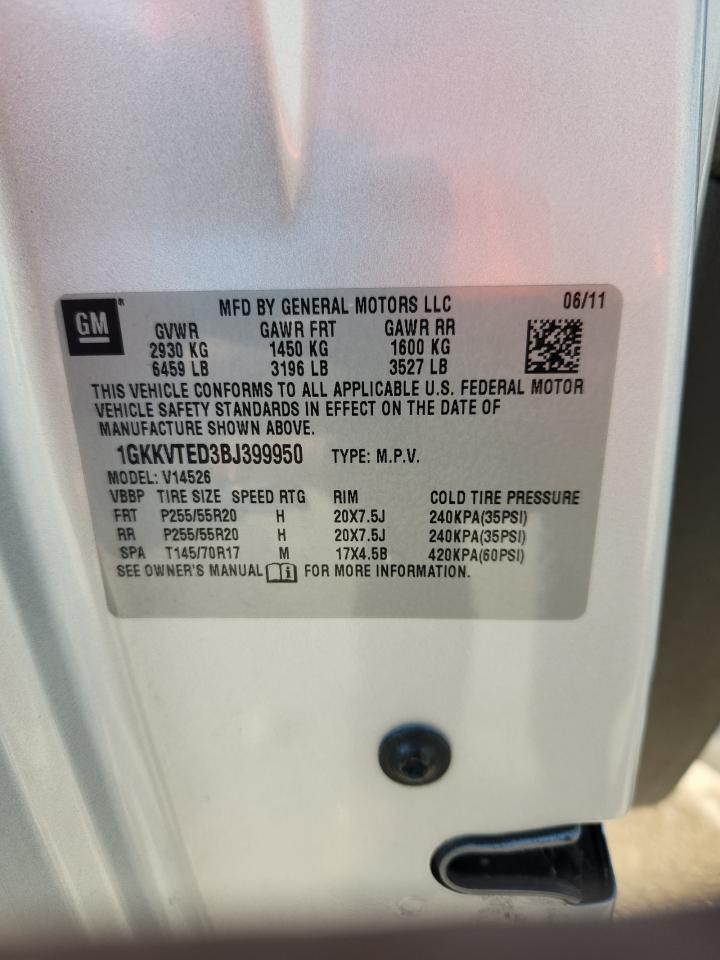 GM
MFD BY GENERAL MOTORS LLC 06/11
GVWR GAWR FRT GAWR RR
2930 KG 1450 KG 1600 KG
6459 LB 3196 LB 3527 LB
THIS VEHICLE CONFORMS TO ALL APPLICABLE U.S. FEDERAL MOTOR
VEHICLE SAFETY STANDARDS IN EFFECT ON THE DATE OF
MANUFACTURE SHOWN ABOVE.
1GKKVTED3BJ399950 TYPE: M.P.V.
MODEL: V14526
VBBP TIRE SIZE SPEED RTG RIM COLD TIRE PRESSURE
FRT P255/55R20 H 20X7.5J 240KPA(35PSI)
RR P255/55R20 H 20X7.5J 240KPA(35PSI)
SPA T145/70R17 M 17X4.5B 420KPA(60PSI)
SEE OWNER'S MANUAL FOR MORE INFORMATION.